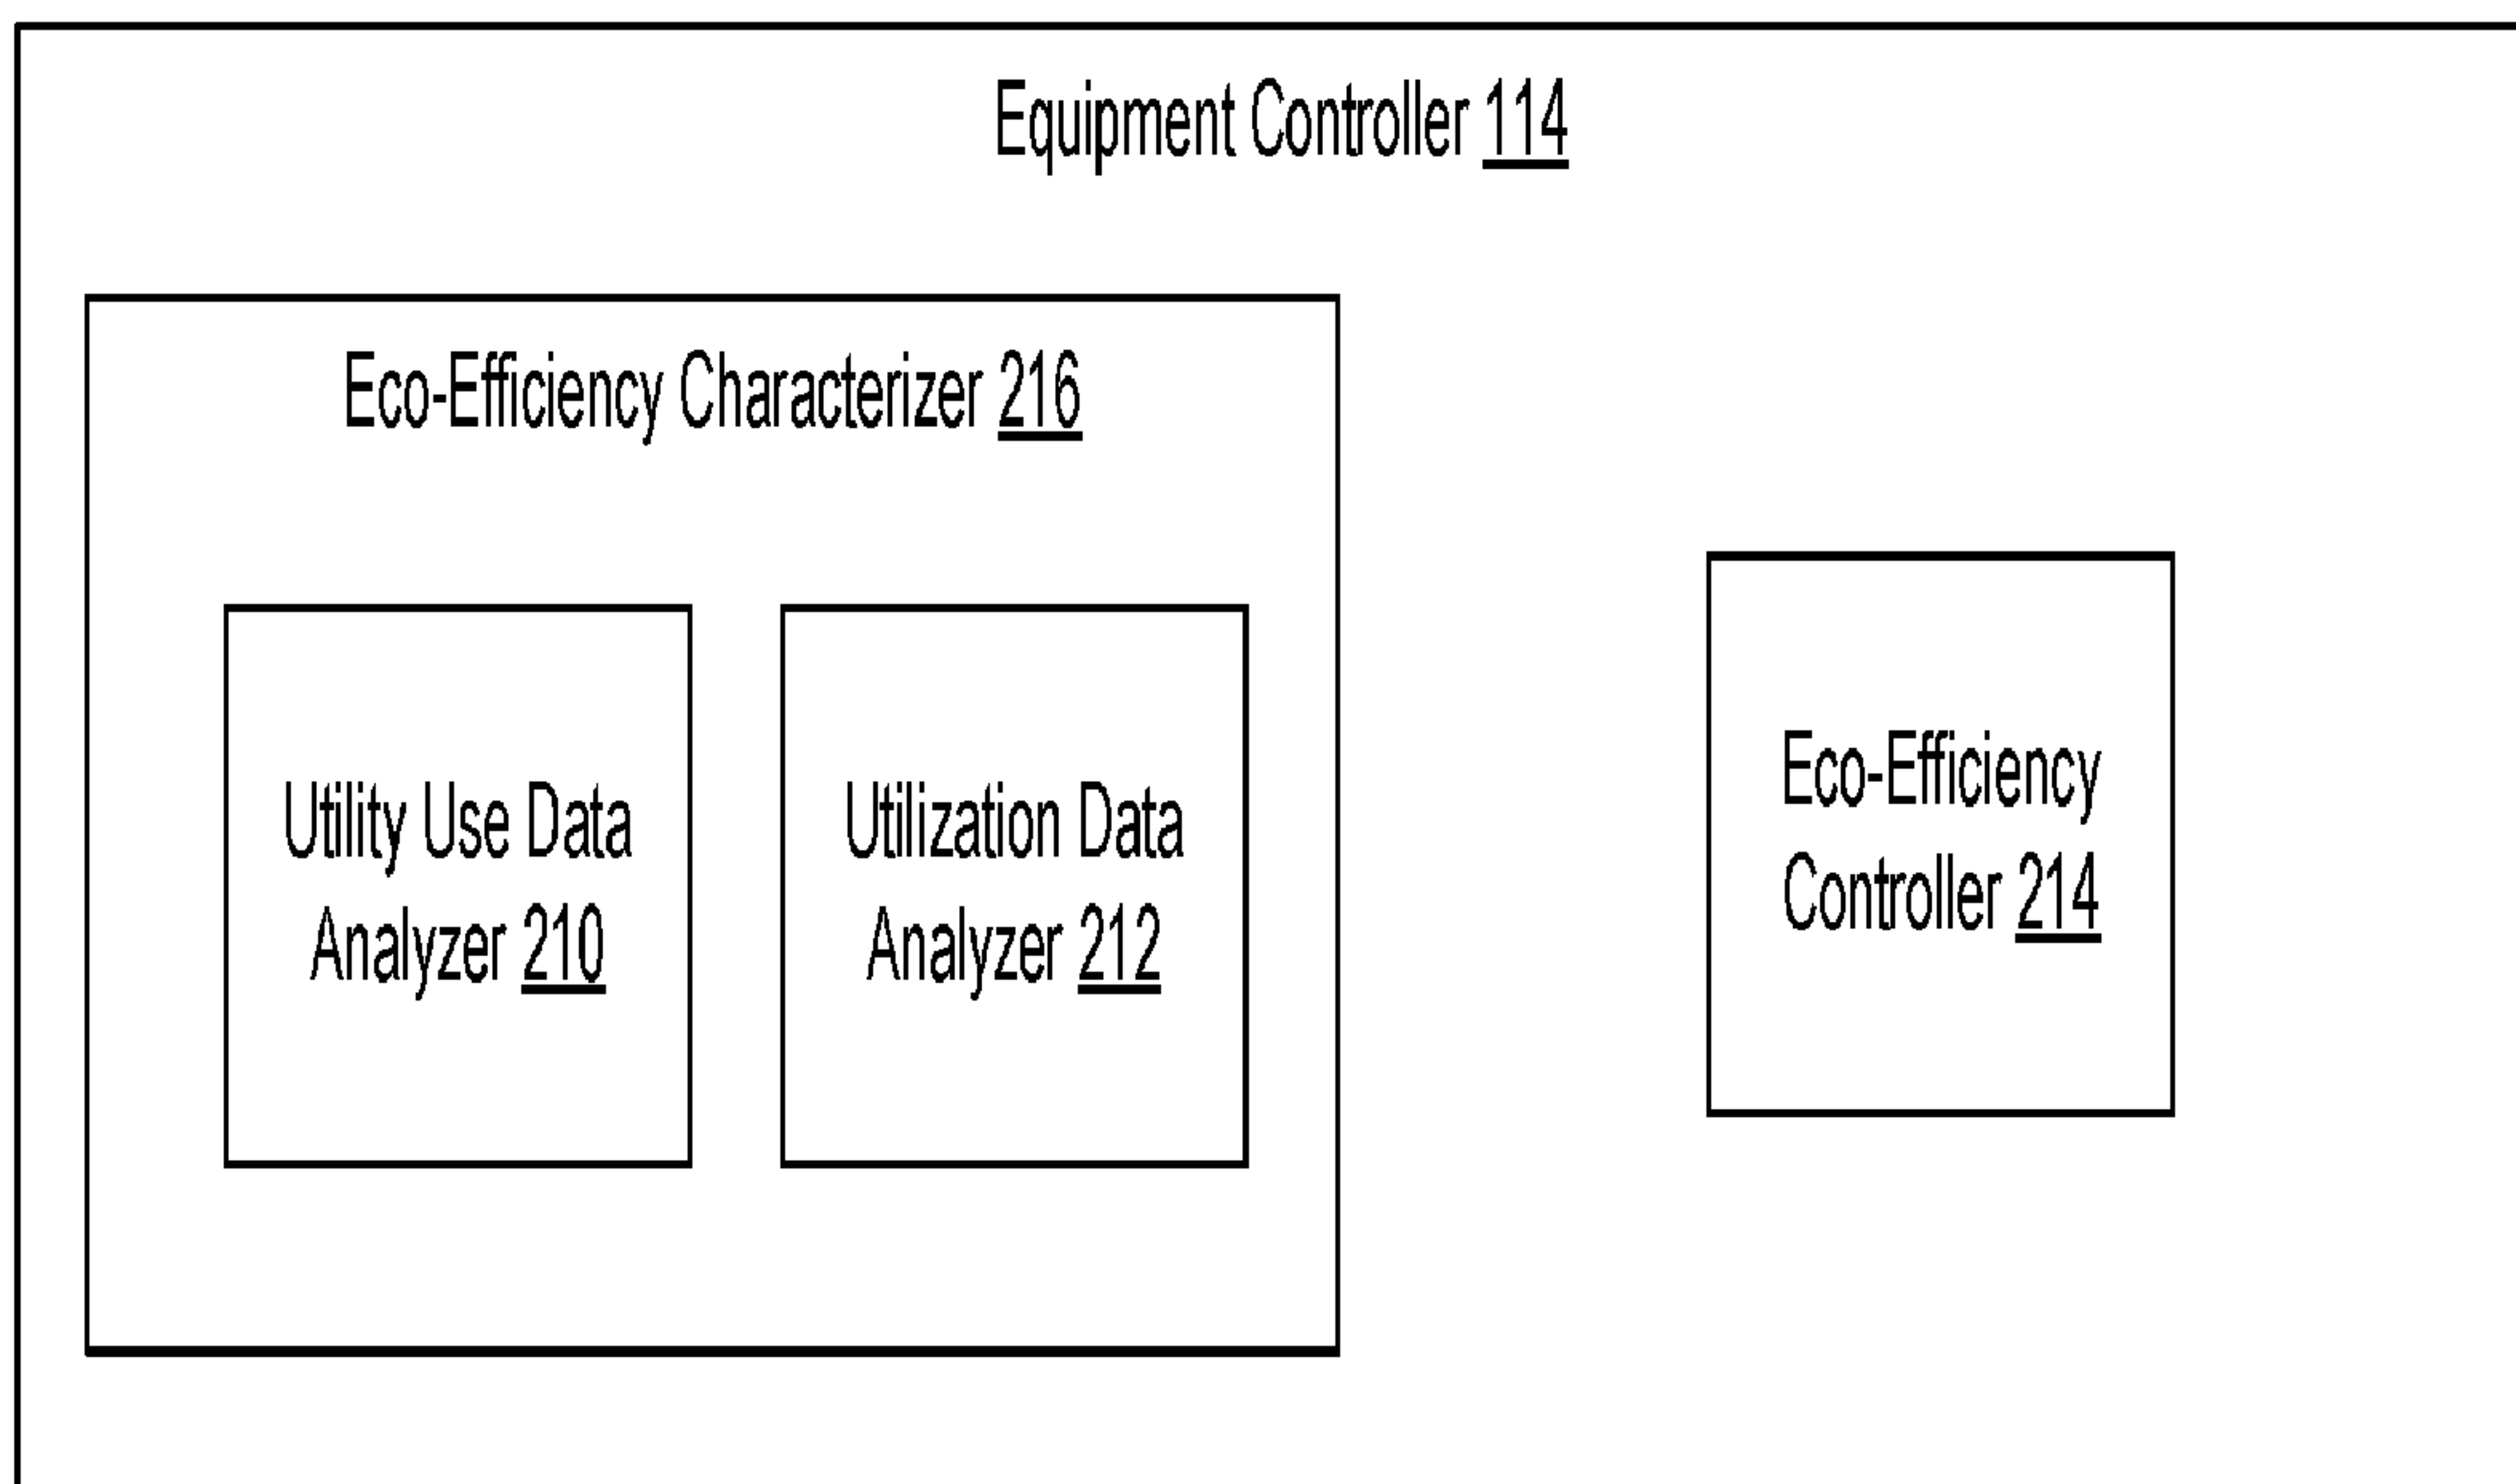 Equipment Controller 114
Eco-Efficiency Characterizer 216
Utility Use Data
Analyzer 210
Utilization Data
Analyzer 212
Eco-Efficiency
Controller 214